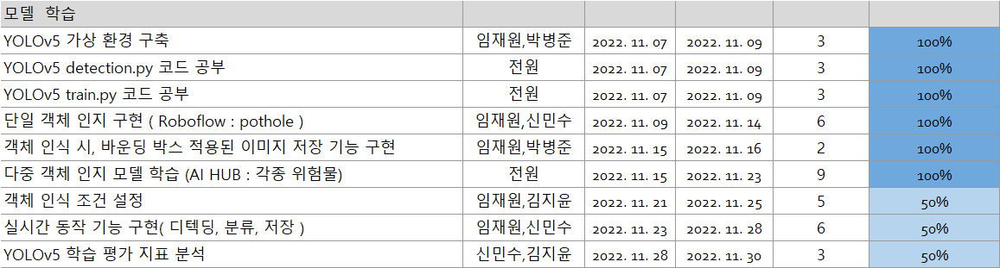 모델 학습
YOLOv5 가상 환경 구축 임재원,박병준 2022. 11. 07 2022. 11. 09 3 100%
YOLOv5 detection.py 코드 공부 전원 2022. 11. 07 2022. 11. 09 3 100%
YOLOv5 train.py 코드 공부 전원 2022. 11. 07 2022. 11. 09 3 100%
단일 객체 인지 구현 ( Roboflow : pothole ) 임재원,신민수 2022. 11. 09 2022. 11. 14 6 100%
객체 인식 시, 바운딩 박스 적용된 이미지 저장 기능 구현 임재원,박병준 2022. 11. 15 2022. 11. 16 2 100%
다중 객체 인지 모델 학습 (AI HUB : 각종 위험물) 전원 2022. 11. 15 2022. 11. 23 9 100%
객체 인식 조건 설정 임재원,김지윤 2022. 11. 21 2022. 11. 25 5 50%
실시간 동작 기능 구현( 디텍딩, 분류, 저장 ) 임재원,신민수 2022. 11. 23 2022. 11. 28 6 50%
YOLOv5 학습 평가 지표 분석 신민수,김지윤 2022. 11. 28 2022. 11. 30 3 50%